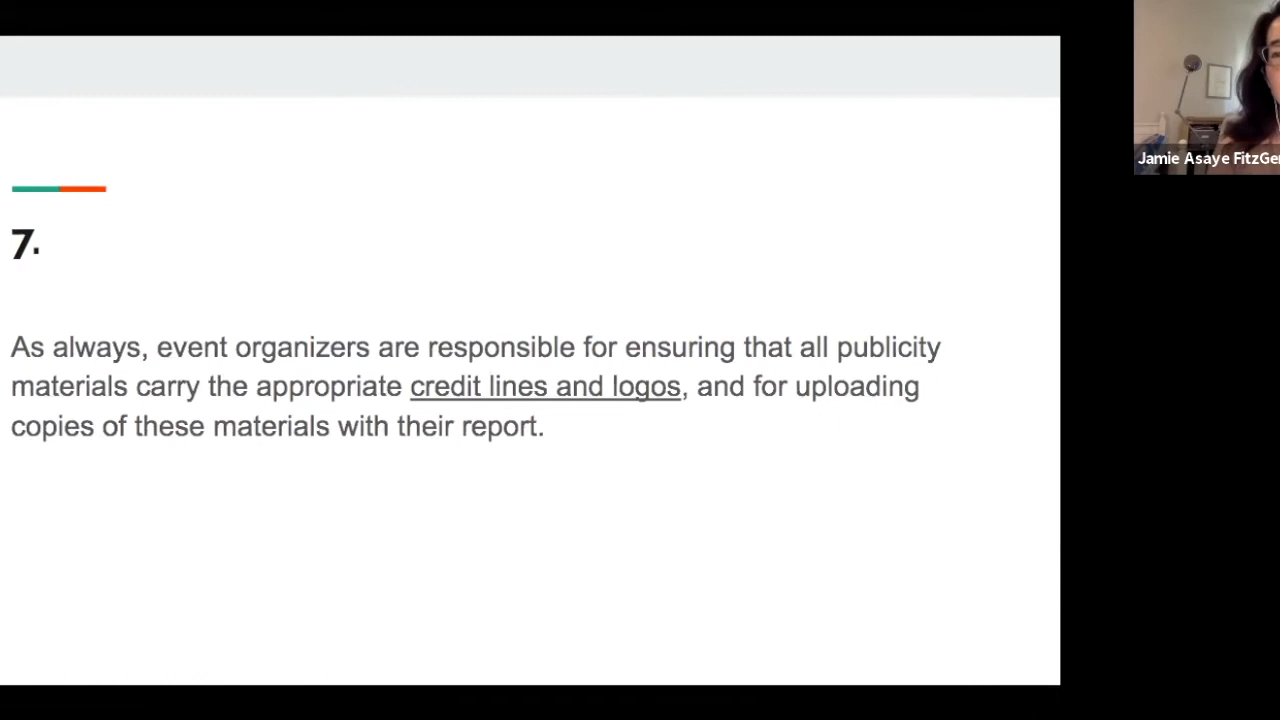 7.
As always, event organizers are responsible for ensuring that all publicity
materials carry the appropriate credit lines and logos, and for uploading
copies of these materials with their report.
Jamie Asaye FitzGer